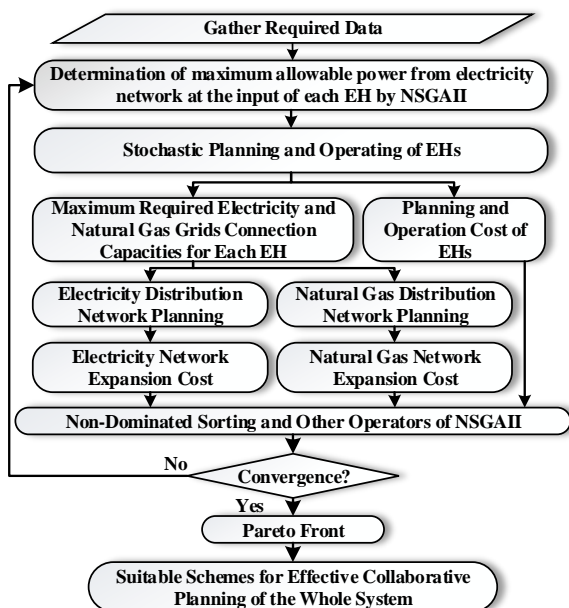 Gather Required Data
Determination of maximum allowable power from electricity
network at the input of each EH by NSGAII
Stochastic Planning and Operating of EHs
Maximum Required Electricity and
Natural Gas Grids Connection
Capacities for Each EH
Planning and
Operation Cost of
EHs
Electricity Distribution
Network Planning
Natural Gas Distribution
Network Planning
Electricity Network
Expansion Cost
Natural Gas Network
Expansion Cost
Non-Dominated Sorting and Other Operators of NSGAII
No
Convergence?
Yes
Pareto Front
Suitable Schemes for Effective Collaborative
Planning of the Whole System